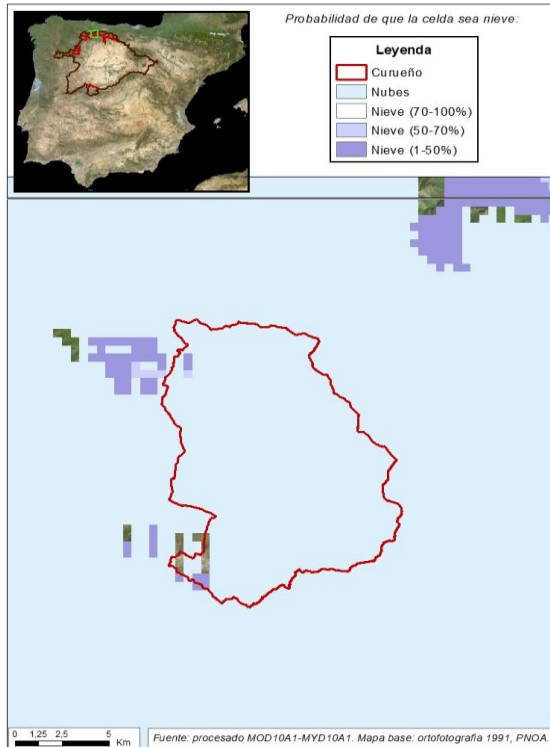 Probabilidad de que la celda sea nieve:
Leyenda
Curueño
Nubes
Nieve (70-100%)
Nieve (50-70%)
Nieve (1-50%)
0 1,25 2,5 5
Km
Fuente: procesado MOD10A1-MYD10A1. Mapa base: ortofotografía 1991, PNOA.